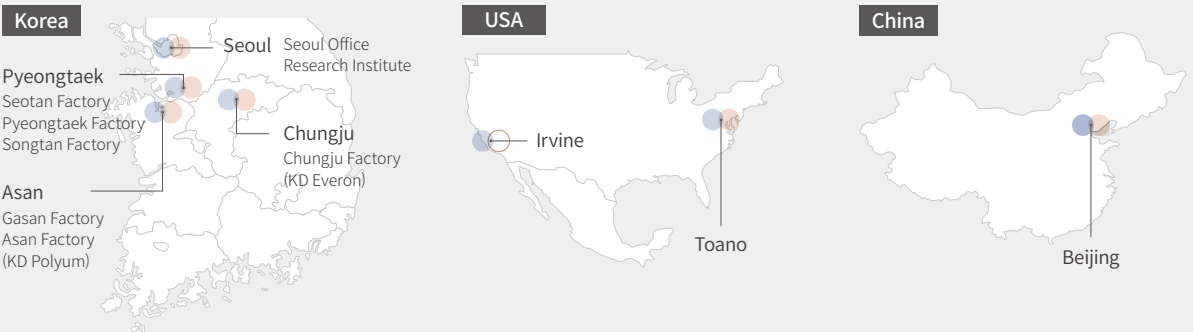 Korea
Seoul
Seoul Office
Research Institute
Pyeongtaek
Seotan Factory
Pyeongtaek Factory
Songtan Factory
Chungju
Chungju Factory
(KD Everon)
Asan
Gasan Factory
Asan Factory
(KD Polyum)
USA
Irvine
Toano
China
Beijing